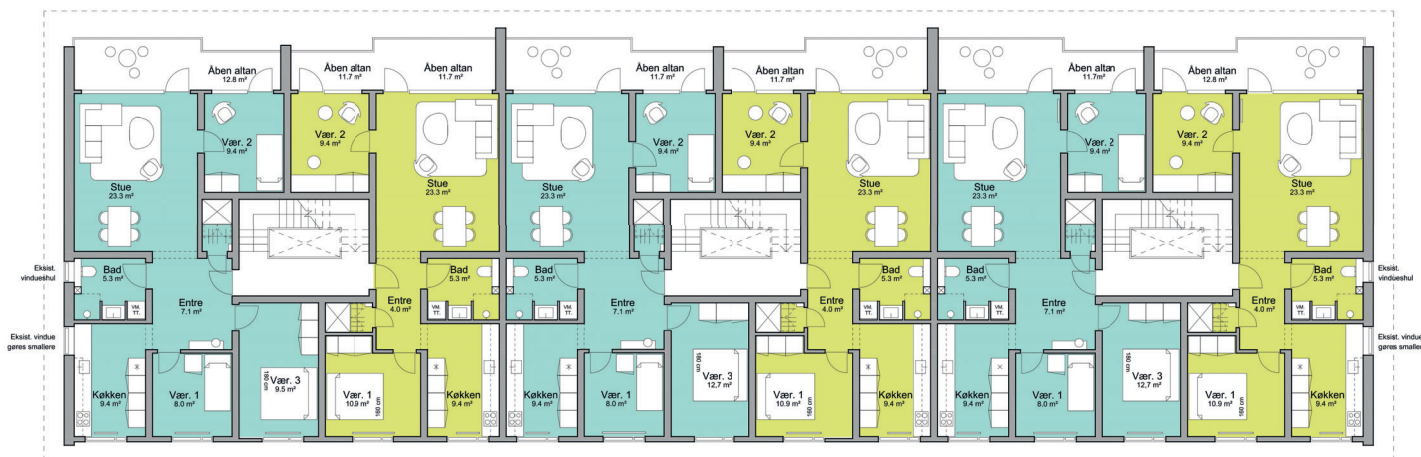 Åben altan
12.8 m²
Åben altan
11.7 m²
Åben altan
11.7 m²
Åben altan
11.7 m²
Åben altan
11.7 m²
Åben altan
11.7m²
Åben altan
12.8 m²
Vær. 2
9.4 m²
Vær. 2
9.4 m²
Vær. 2
9.4 m²
Vær. 2
9.4 m²
Vær. 2
9.4 m²
Vær. 2
9.4 m²
Stue
23.3 m²
Stue
23.3 m²
Stue
23.3 m²
Stue
23.3 m²
Stue
23.3 m²
Stue
23.3 m²
Eksist.
vindueshul
Bad
5.3 m²
Bad
5.3 m²
Bad
5.3 m²
Bad
5.3 m²
Bad
5.3 m²
Bad
5.3 m²
Eksist.
vindueshul
VM.
TT.
VM.
TT.
VM.
TT.
VM.
TT.
VM.
TT.
VM.
TT.
Entre
7.1 m²
Entre
4.0 m²
Entre
7.1 m²
Entre
4.0 m²
Entre
7.1 m²
Entre
4.0 m²
Eksist. vindue
gøres smallere
Eksist. vindue
gøres smallere
Køkken
9.4 m²
Vær. 1
8.0 m²
180 cm
Vær. 3
9.5 m²
Vær. 1
10.9 m²
160 cm
Køkken
9.4 m²
Køkken
9.4 m²
Vær. 1
8.0 m²
180 cm
Vær. 3
12,7 m²
Vær. 1
10.9 m²
160 cm
Køkken
9.4 m²
Køkken
9.4 m²
Vær. 1
8.0 m²
180 cm
Vær. 3
12,7 m²
Vær. 1
10.9 m²
160 cm
Køkken
9.4 m²